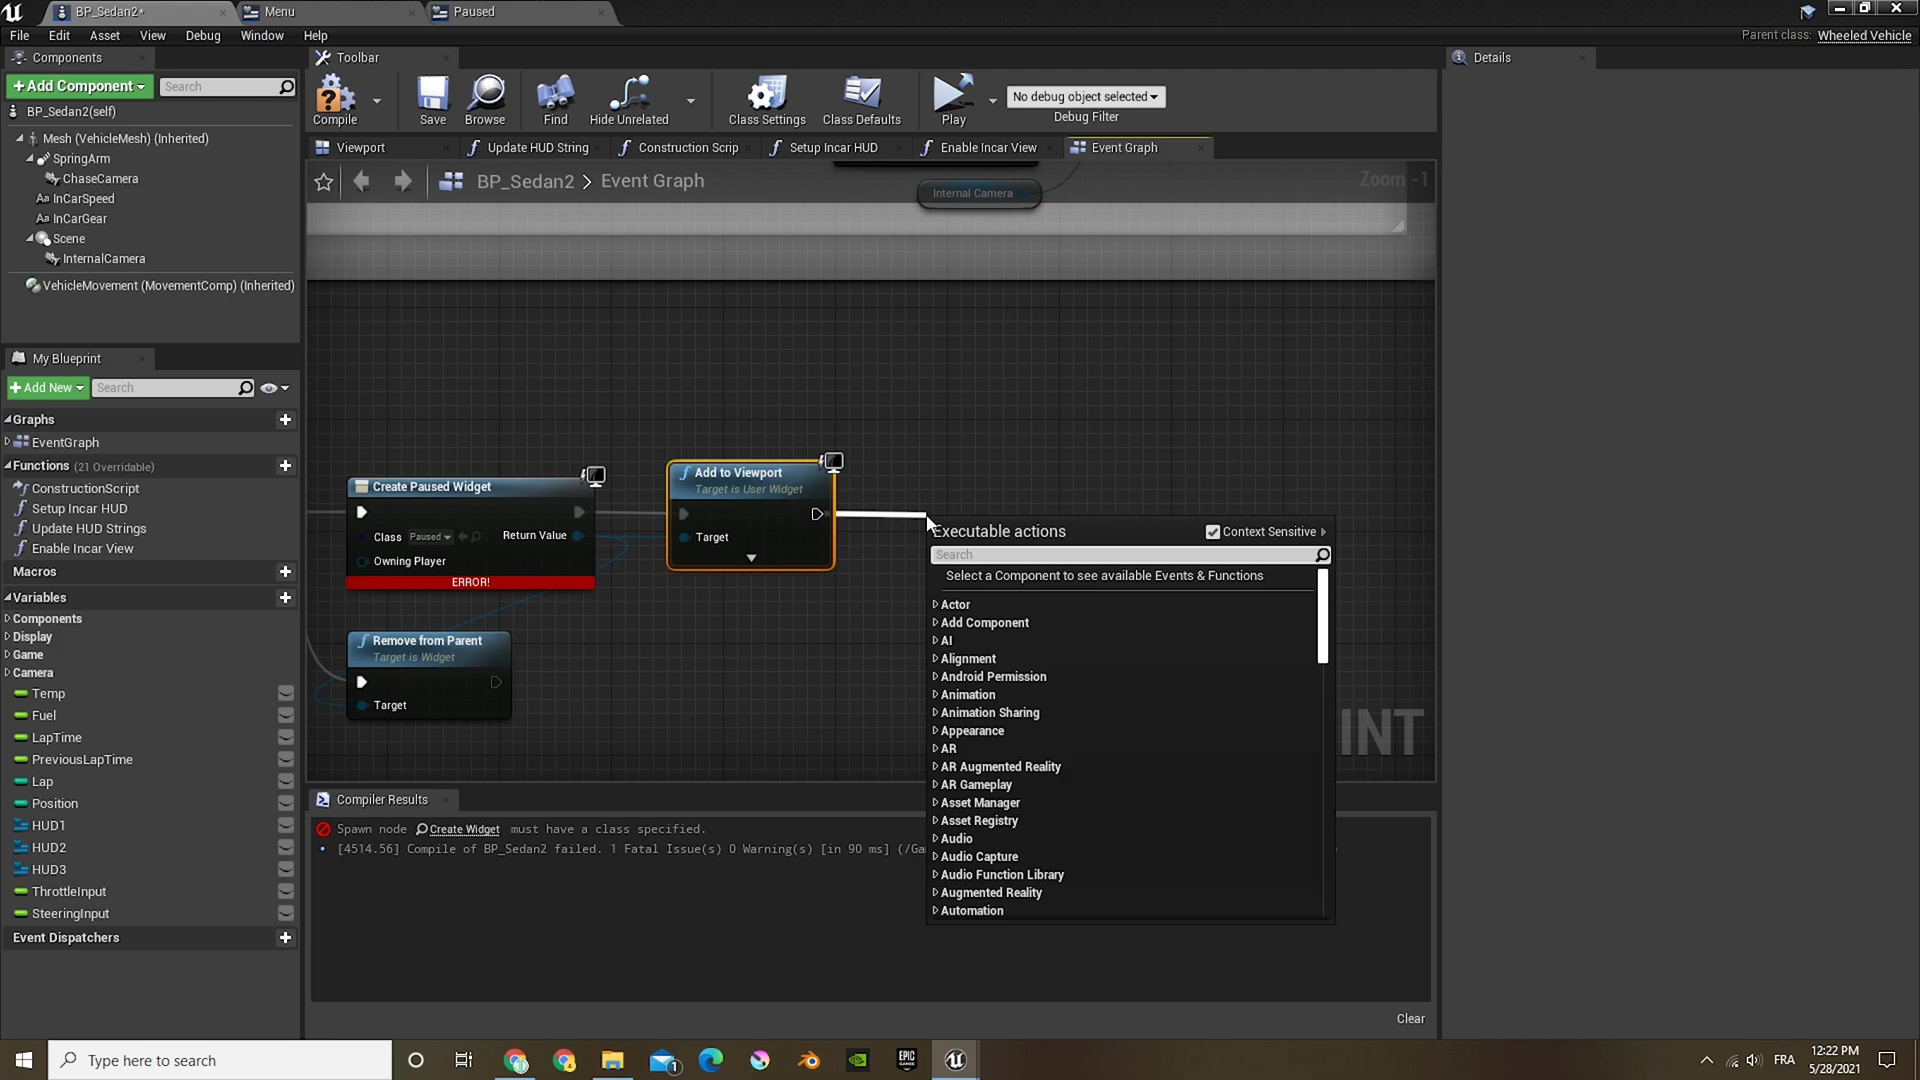 BP_Sedan2*
Menu
Paused
File Edit Asset View Debug Window Help
Parent class: Wheeled Vehicle
Components
Toolbar
Details
+Add Component
Search
BP_Sedan2(self)
Mesh (VehicleMesh) (Inherited)
SpringArm
ChaseCamera
InCarSpeed
InCarGear
Scene
InternalCamera
VehicleMovement (MovementComp) (Inherited)
Compile
Save
Browse
Find
Hide Unrelated
Class Settings
Class Defaults
Play
No debug object selected
Debug Filter
Viewport
Update HUD String
Construction Scrip
Setup Incar HUD
Enable Incar View
Event Graph
BP_Sedan2 > Event Graph
Zoom -1
Internal Camera
My Blueprint
+Add New
Search
Graphs
EventGraph
Functions (21 Overridable)
ConstructionScript
Setup Incar HUD
Update HUD Strings
Enable Incar View
Macros
Variables
Components
Display
Game
Camera
Temp
Fuel
LapTime
PreviousLapTime
Lap
Position
HUD1
HUD2
HUD3
ThrottleInput
SteeringInput
Event Dispatchers
Create Paused Widget
Class Paused
Return Value
Owning Player
ERROR!
Add to Viewport
Target is User Widget
Target
Remove from Parent
Target is Widget
Target
Executable actions
Context Sensitive
Search
Select a Component to see available Events & Functions
Actor
Add Component
AI
Alignment
Android Permission
Animation
Animation Sharing
Appearance
AR
AR Augmented Reality
AR Gameplay
Asset Manager
Asset Registry
Audio
Audio Capture
Audio Function Library
Augmented Reality
Automation
INT
Compiler Results
Spawn node Create Widget must have a class specified.
[4514.56] Compile of BP_Sedan2 failed. 1 Fatal Issue(s) 0 Warning(s) [in 90 ms] (/Ga
Clear
Type here to search
1
EPIC
FRA
12:22 PM
5/28/2021